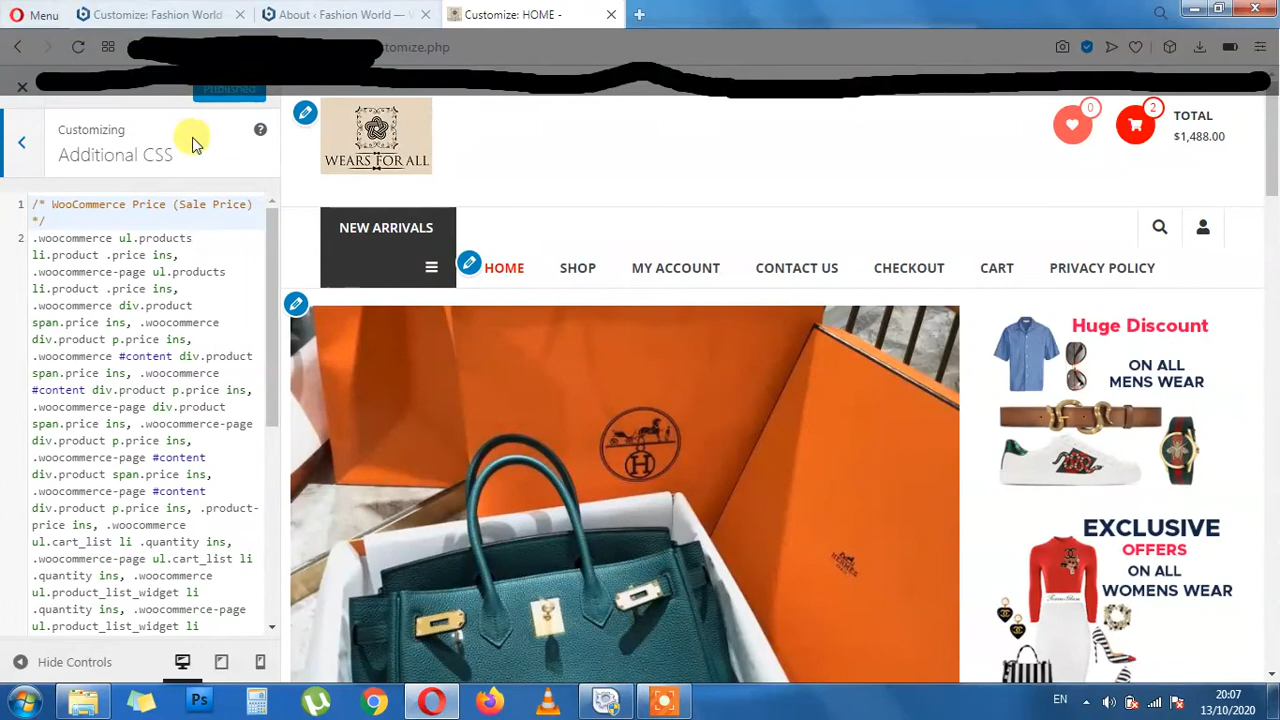 Menu
Customize: Fashion World
About ‹ Fashion World — W
Customize: HOME -
tomize.php
Published
Customizing
Additional CSS
1 /* WooCommerce Price (Sale Price)
*/
2 .woocommerce ul.products
li.product .price ins,
.woocommerce-page ul.products
li.product .price ins,
.woocommerce div.product
span.price ins, .woocommerce
div.product p.price ins,
.woocommerce #content div.product
span.price ins, .woocommerce
#content div.product p.price ins,
.woocommerce-page div.product
span.price ins, .woocommerce-page
div.product p.price ins,
.woocommerce-page #content
div.product span.price ins,
.woocommerce-page #content
div.product p.price ins, .product-
price ins, .woocommerce
ul.cart_list li .quantity ins,
.woocommerce-page ul.cart_list li
.quantity ins, .woocommerce
ul.product_list_widget li
.quantity ins, .woocommerce-page
ul.product_list_widget li
Hide Controls
WEARS FOR ALL
0
2
TOTAL
$1,488.00
NEW ARRIVALS
HOME
SHOP
MY ACCOUNT
CONTACT US
CHECKOUT
CART
PRIVACY POLICY
H
HERMES
Huge Discount
ON ALL
MENS WEAR
EXCLUSIVE
OFFERS
ON ALL
WOMENS WEAR
Ps
EN
20:07
13/10/2020